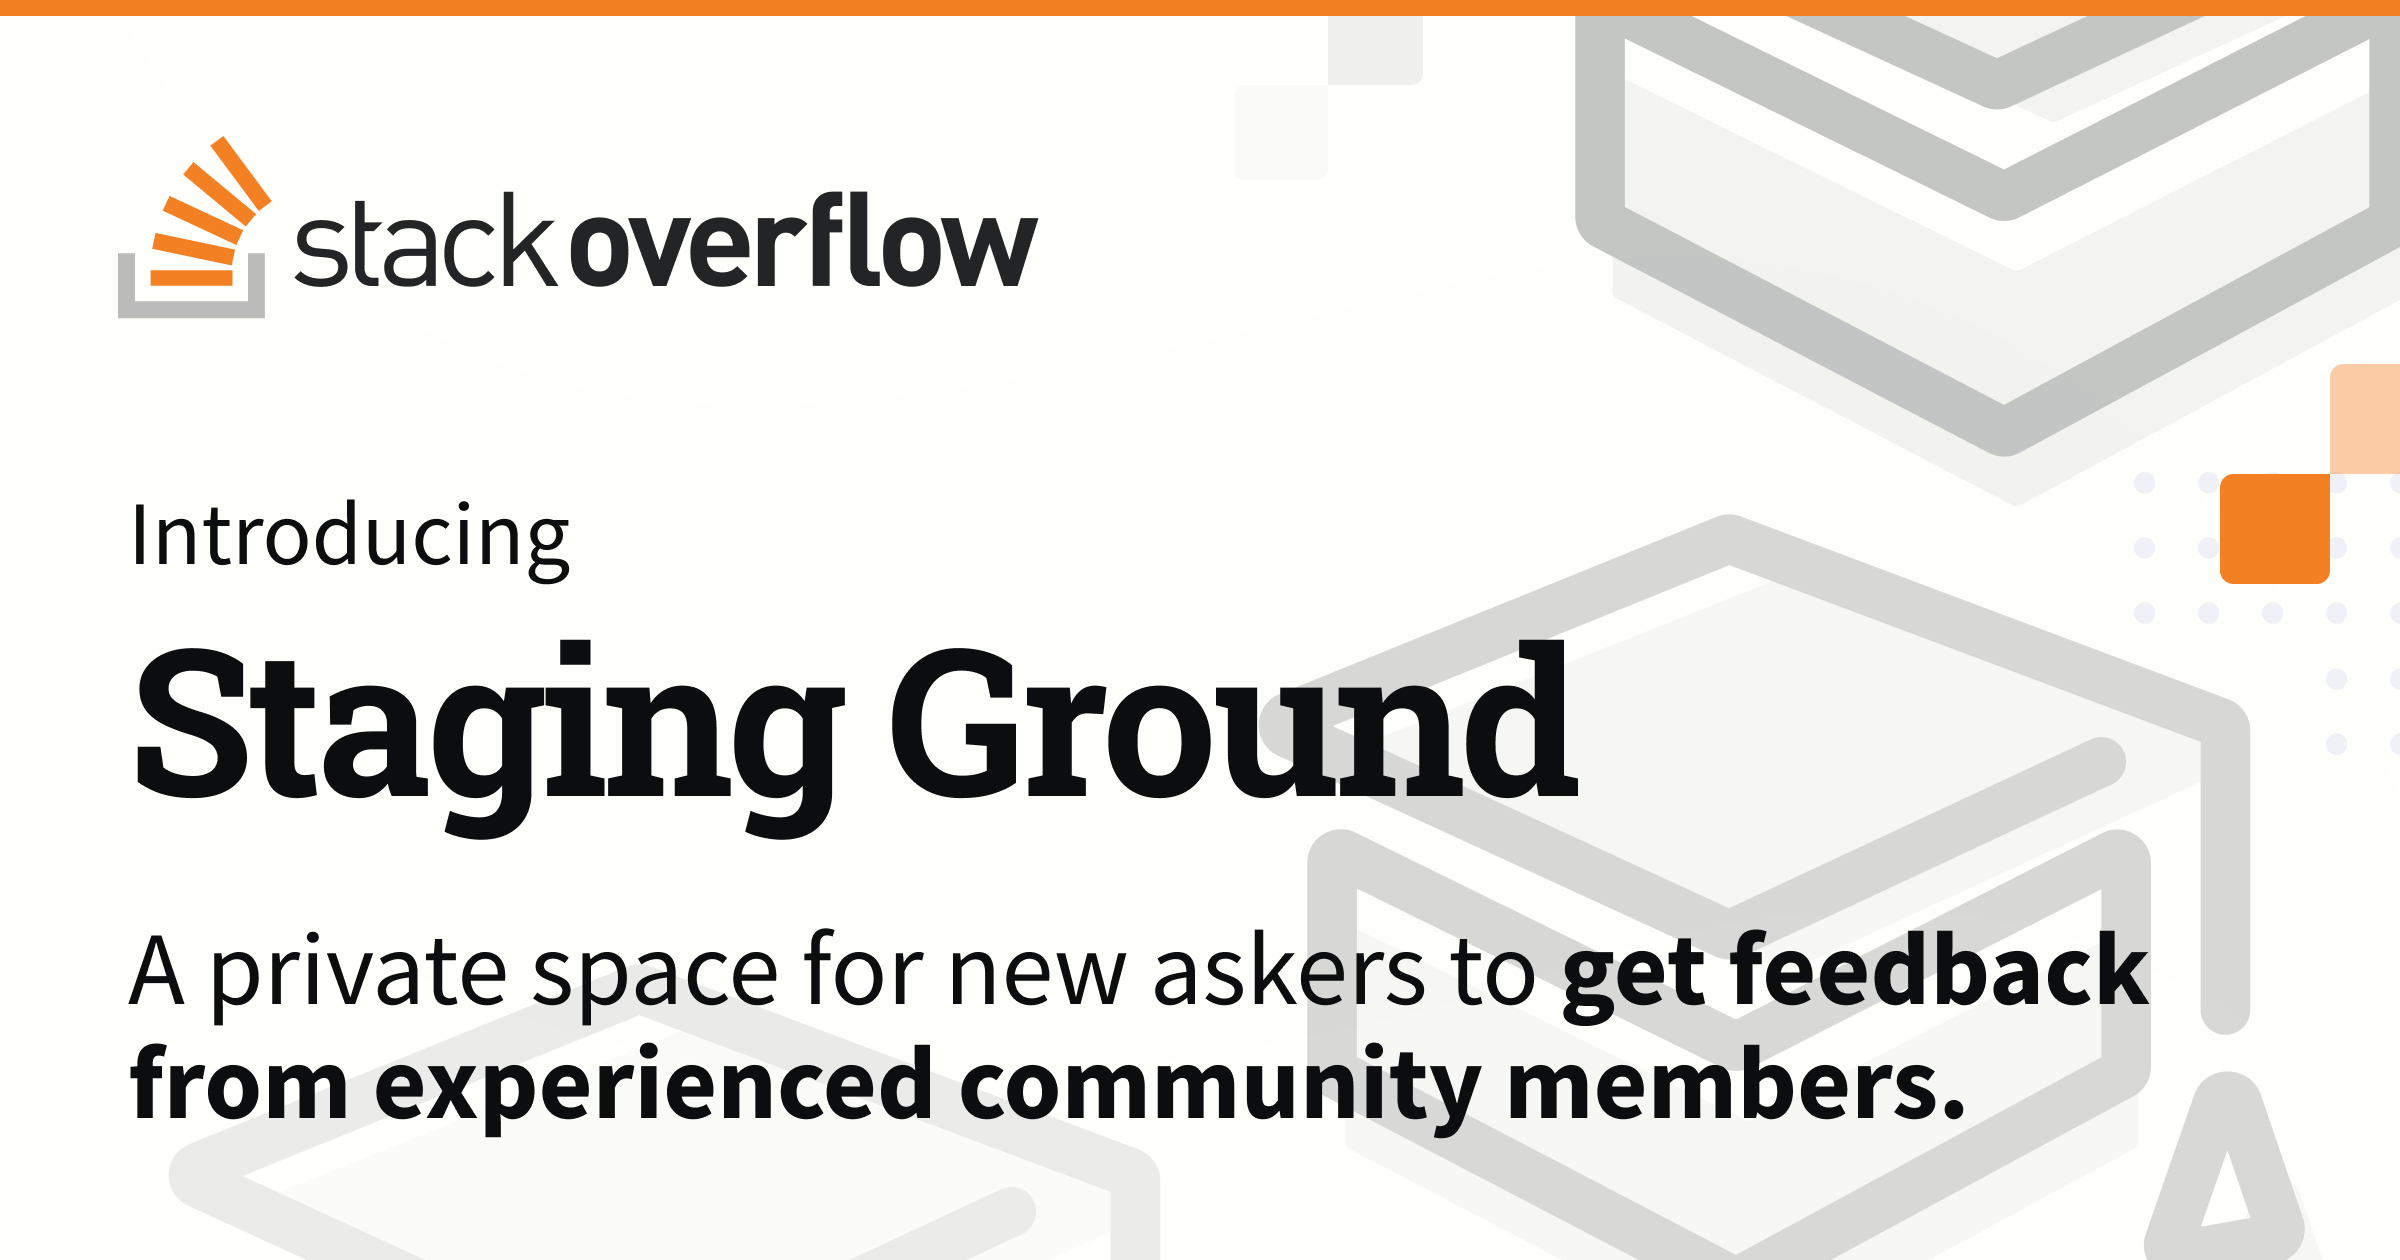 stack overflow
Introducing
Staging Ground
A private space for new askers to get feedback
from experienced community members.